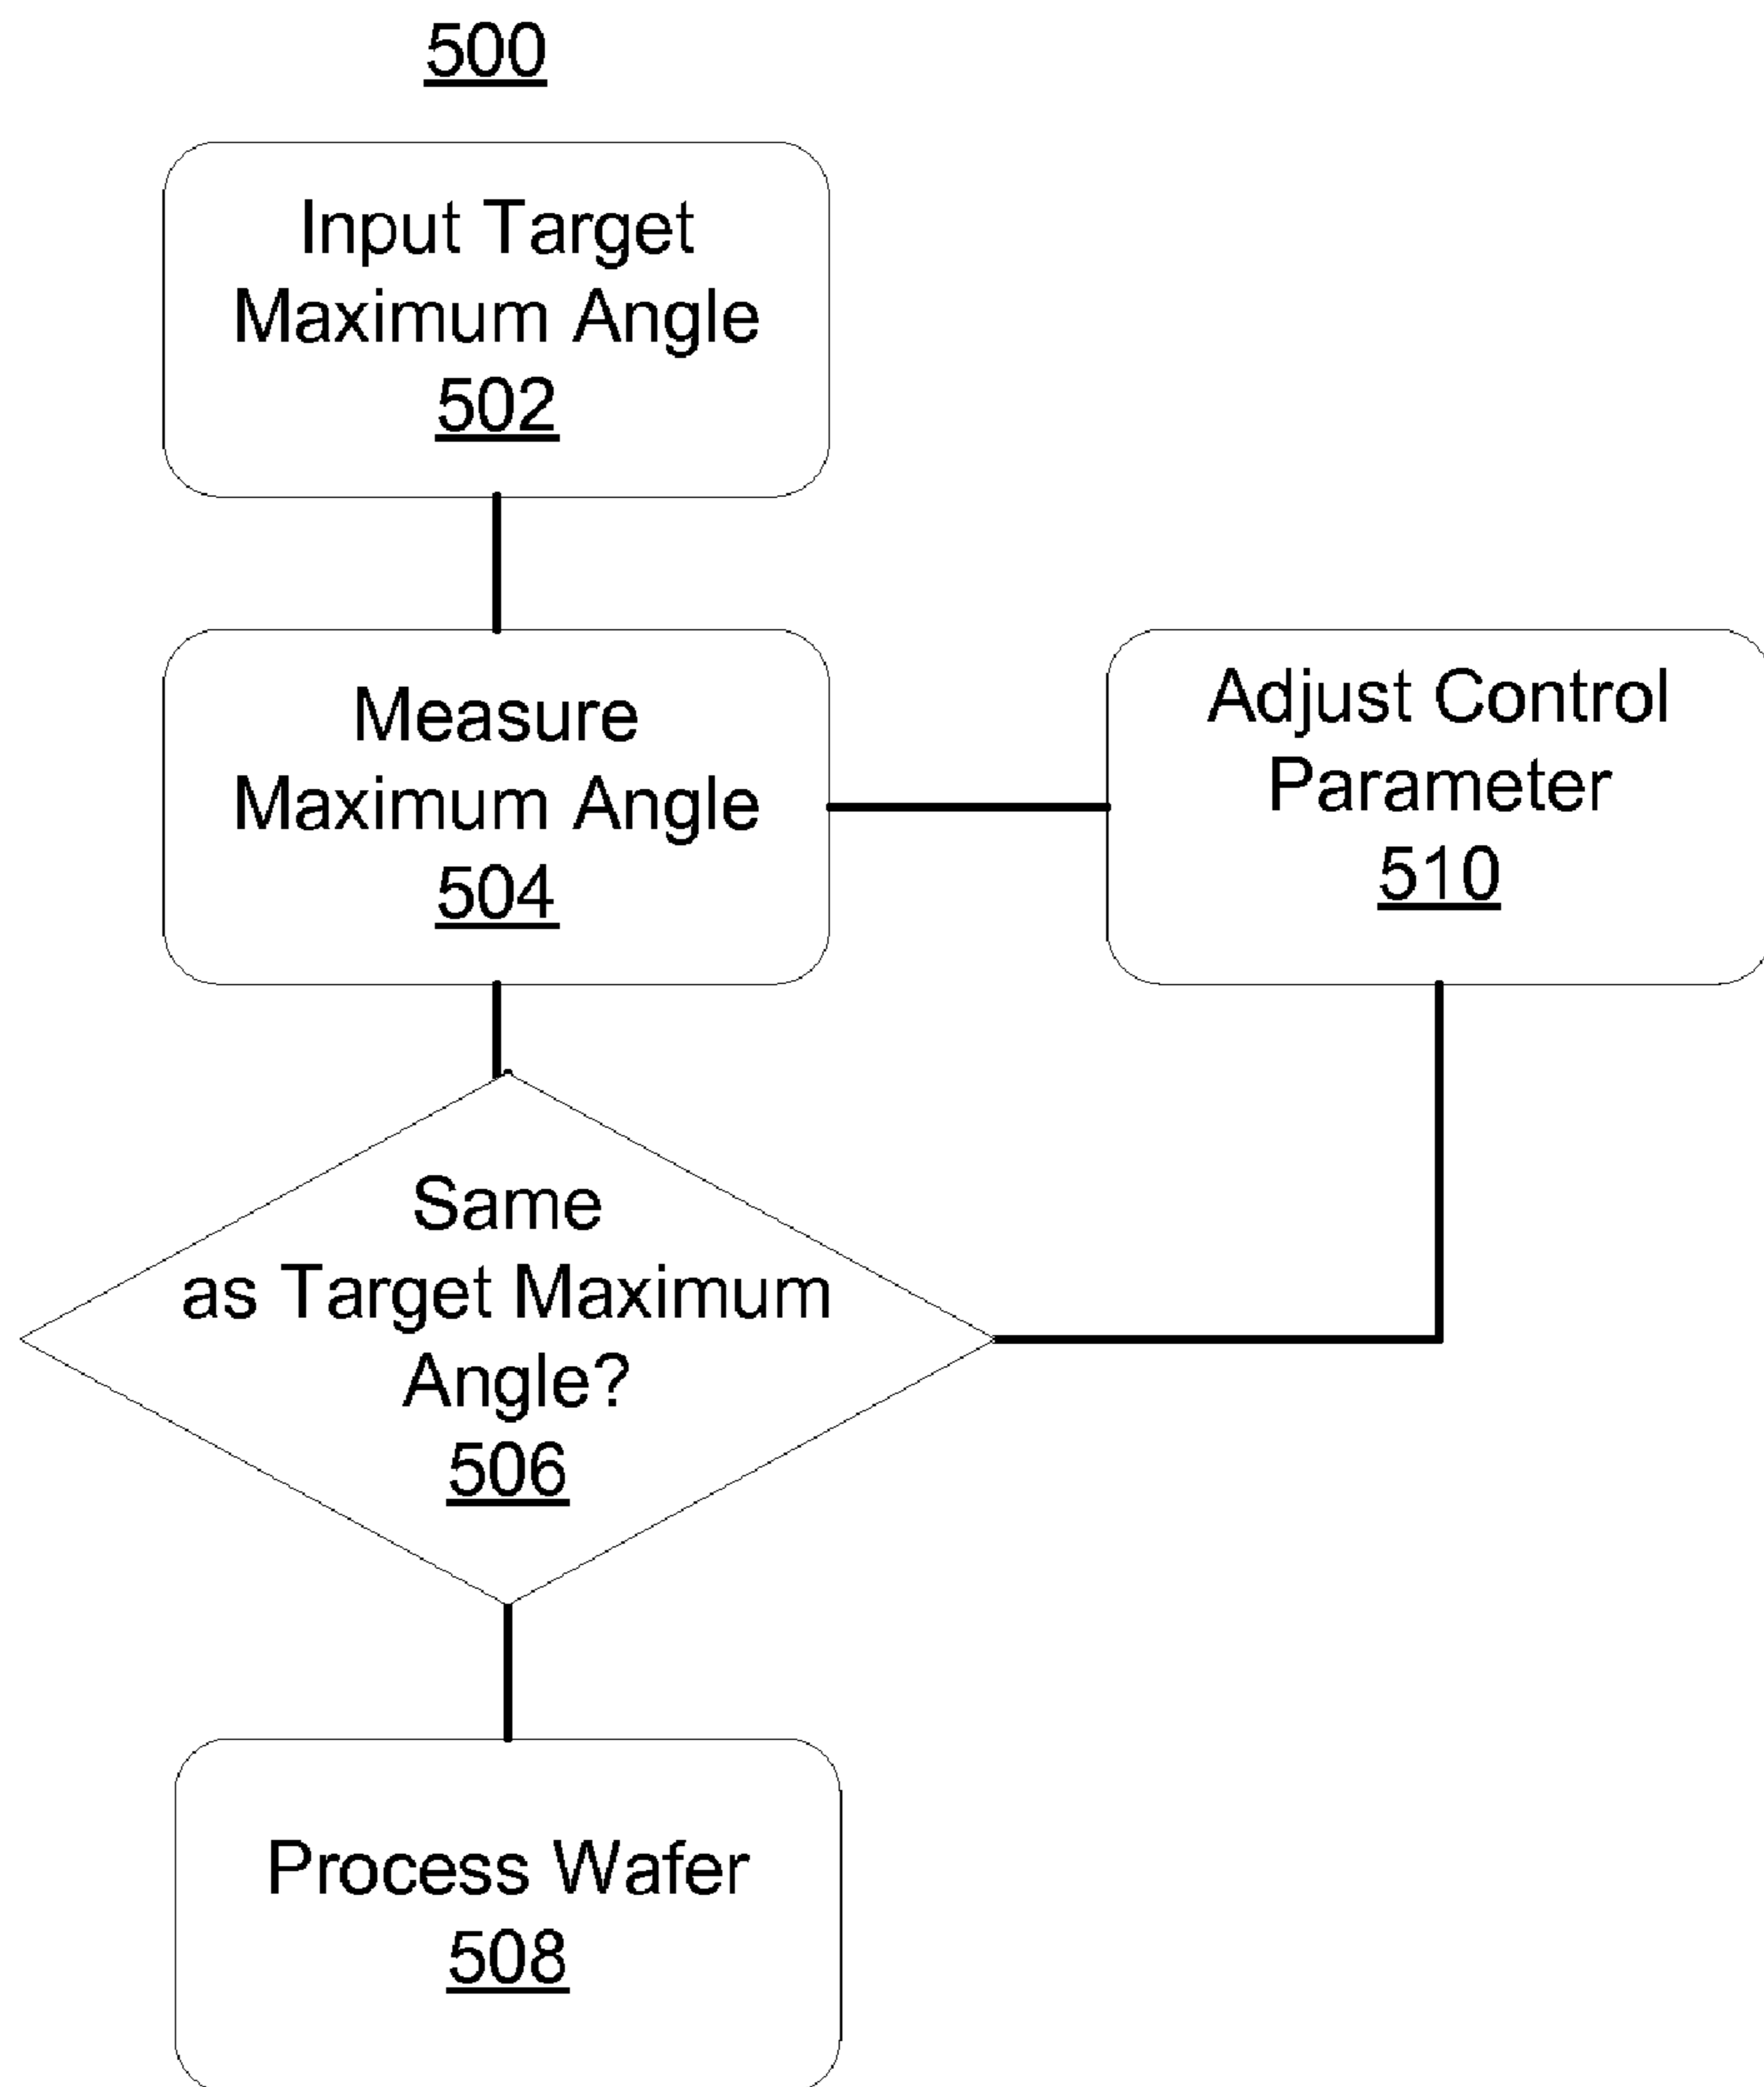 500
Input Target
Maximum Angle
502
Measure
Maximum Angle
504
Adjust Control
Parameter
510
Same
as Target Maximum
Angle?
506
Process Wafer
508